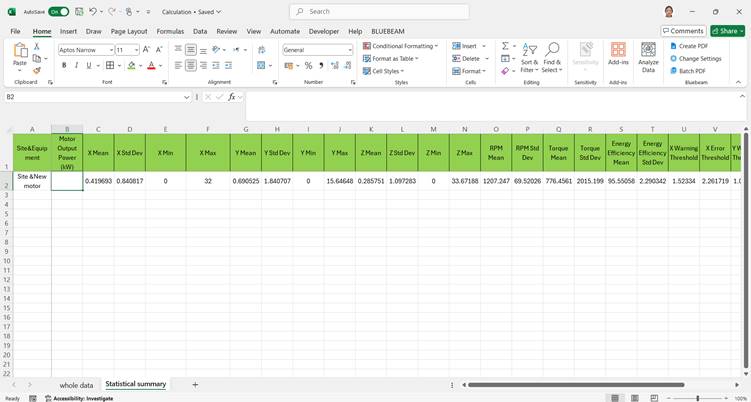 AutoSave On Calculation • Saved Search
File Home Insert Draw Page Layout Formulas Data Review View Automate Developer Help BLUEBEAM Comments Share
Paste
Clipboard
Aptos Narrow 11 A A
B I U A
Font
Alignment
General
$ % 9
Number
Conditional Formatting
Format as Table
Cell Styles
Styles
Insert
Delete
Format
Cells
Sort & Filter
Find & Select
Editing
Sensitivity
Sensitivity
Add-ins
Add-ins
Analyze Data
Create PDF
Change Settings
Batch PDF
Bluebeam
B2 fx
A B C D E F G H I J K L M N O P Q R S T U V
1 Site&Equipment Motor Output Power (kW) X Mean X Std Dev X Min X Max Y Mean Y Std Dev Y Min Y Max Z Mean Z Std Dev Z Min Z Max RPM Mean RPM Std Dev Torque Mean Torque Std Dev Energy Efficiency Mean Energy Efficiency Std Dev X Warning Threshold X Error Threshold Y W Thr
2 Site &New motor 0.419693 0.840817 0 32 0.690525 1.840707 0 15.64648 0.285751 1.097283 0 33.67188 1207.247 69.52026 776.4561 2015.199 95.55058 2.290342 1.52334 2.261719 1.0
3
4
5
6
7
8
9
10
11
12
13
14
15
16
17
18
19
20
21
22
whole data Statistical summary +
Ready Accessibility: Investigate 100%